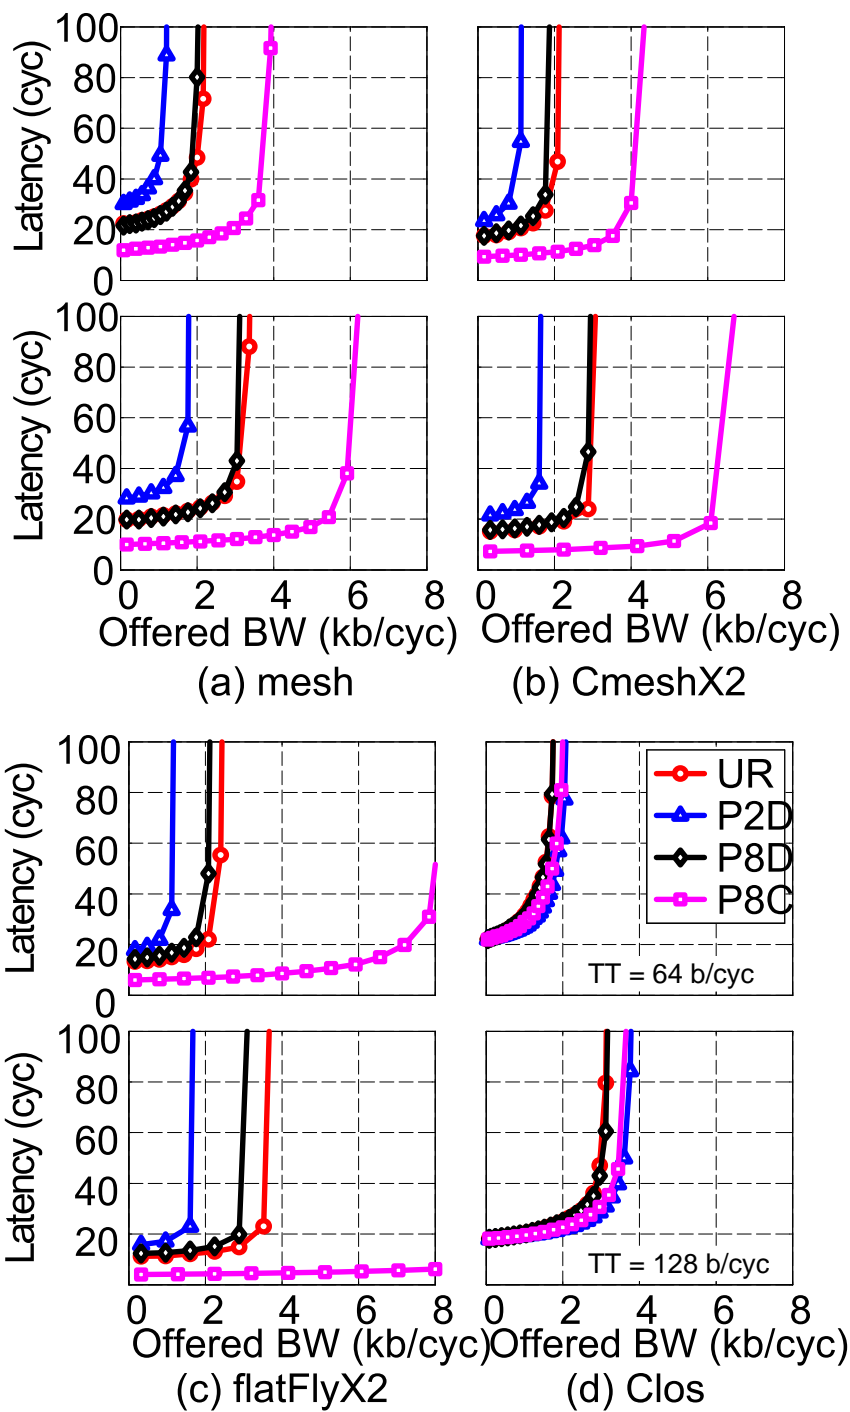 100
80
60
40
20
0
Latency (cyc)
100
80
60
40
20
0
Latency (cyc)
0 2 4 6 8
0 2 4 6 8
Offered BW (kb/cyc)
Offered BW (kb/cyc)
(a) mesh
(b) CmeshX2
100
80
60
40
20
0
Latency (cyc)
UR
P2D
P8D
P8C
TT = 64 b/cyc
100
80
60
40
20
Latency (cyc)
TT = 128 b/cyc
0 2 4 6 8
0 2 4 6 8
Offered BW (kb/cyc)
Offered BW (kb/cyc)
(c) flatFlyX2
(d) Clos